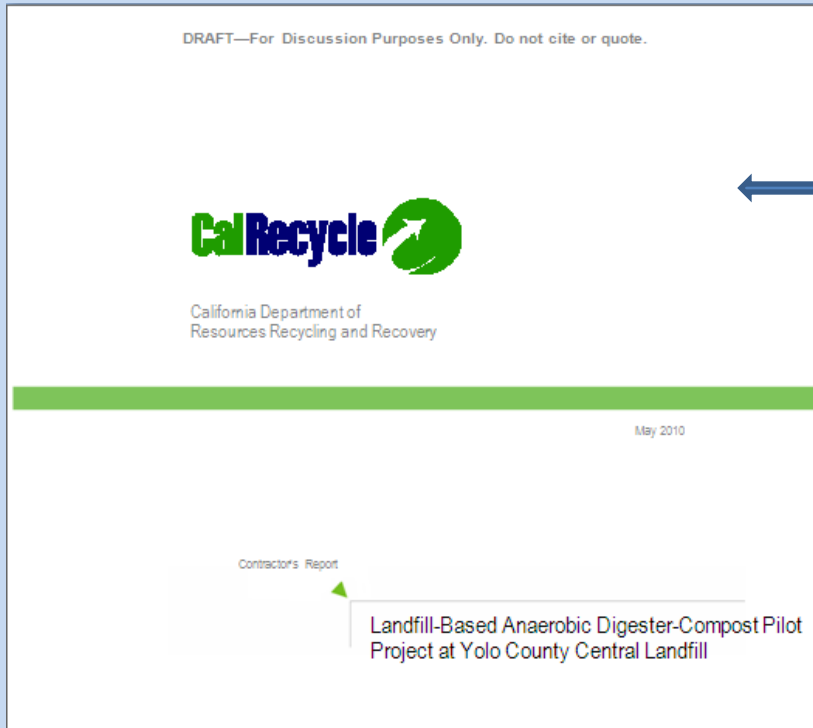 DRAFT—For Discussion Purposes Only. Do not cite or quote.
CalRecycle
California Department of
Resources Recycling and Recovery
May 2010
Contractor's Report
Landfill-Based Anaerobic Digester-Compost Pilot
Project at Yolo County Central Landfill